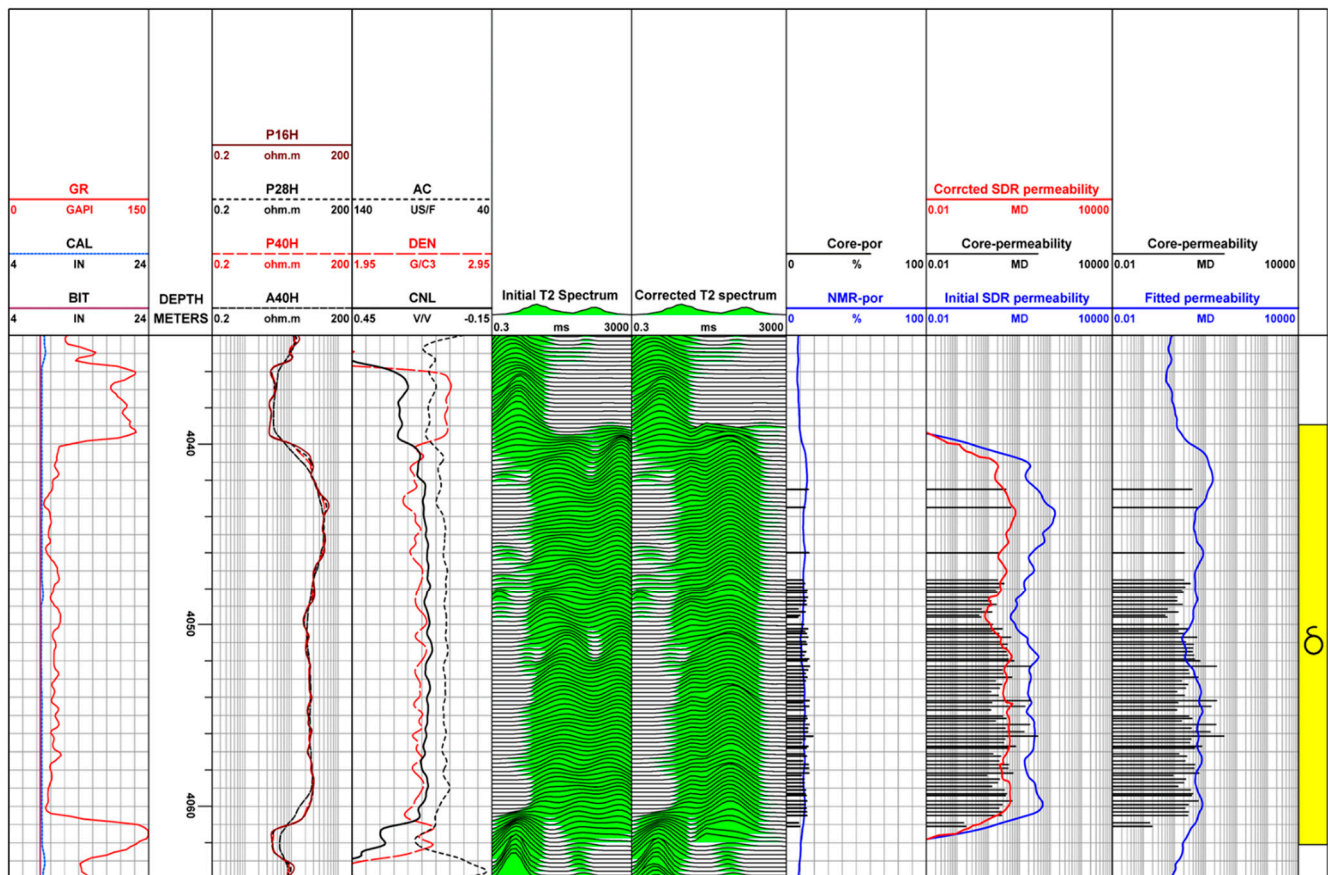 GR
0 GAPI 150
CAL
4 IN 24
BIT
4 IN 24
DEPTH
METERS
P16H
0.2 ohm.m 200
P28H
0.2 ohm.m 200
P40H
0.2 ohm.m 200
A40H
0.2 ohm.m 200
AC
140 US/F 40
DEN
1.95 G/C3 2.95
CNL
0.45 V/V -0.15
Initial T2 Spectrum
0.3 ms 3000
Corrected T2 spectrum
0.3 ms 3000
Core-por
0 % 100
NMR-por
0 % 100
Corrcted SDR permeability
0.01 MD 10000
Core-permeability
0.01 MD 10000
Initial SDR permeability
0.01 MD 10000
Core-permeability
0.01 MD 10000
Fitted permeability
0.01 MD 10000
4040
4050
4060
δ